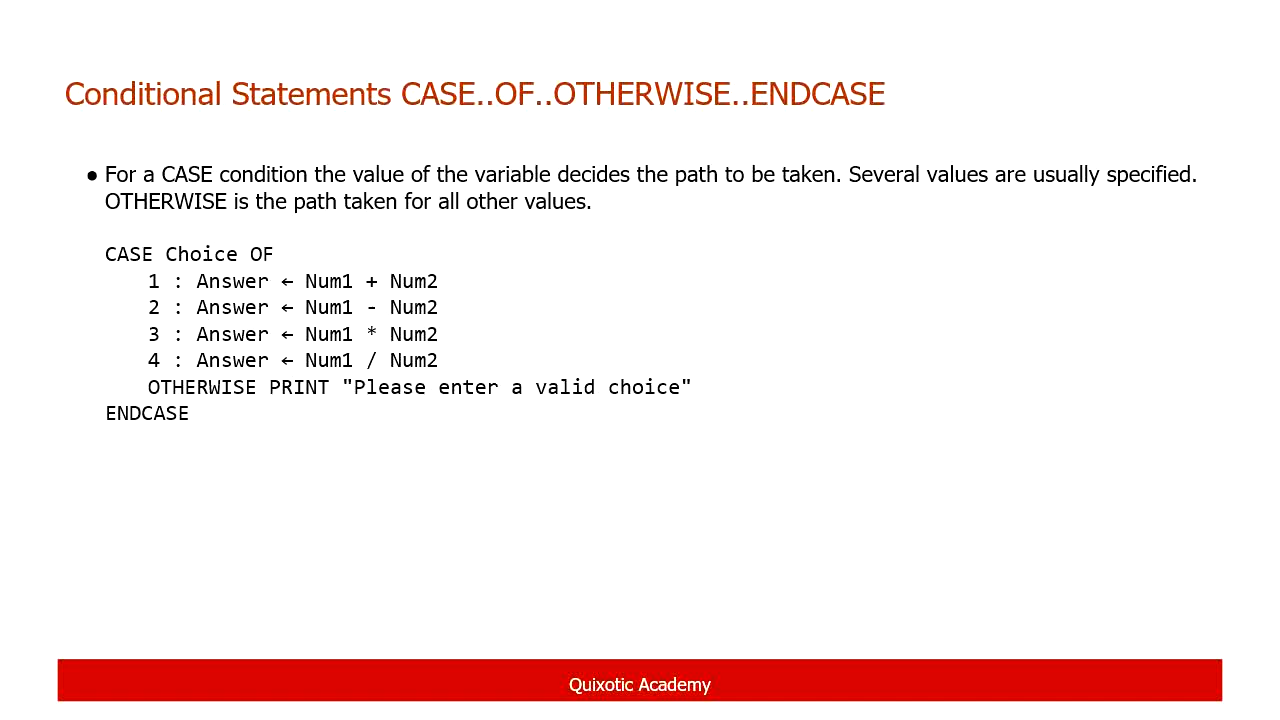 Conditional Statements CASE..OF..OTHERWISE..ENDCASE
● For a CASE condition the value of the variable decides the path to be taken. Several values are usually specified.
OTHERWISE is the path taken for all other values.
CASE Choice OF
1 : Answer ← Num1 + Num2
2 : Answer ← Num1 - Num2
3 : Answer ← Num1 * Num2
4 : Answer ← Num1 / Num2
OTHERWISE PRINT "Please enter a valid choice"
ENDCASE
Quixotic Academy